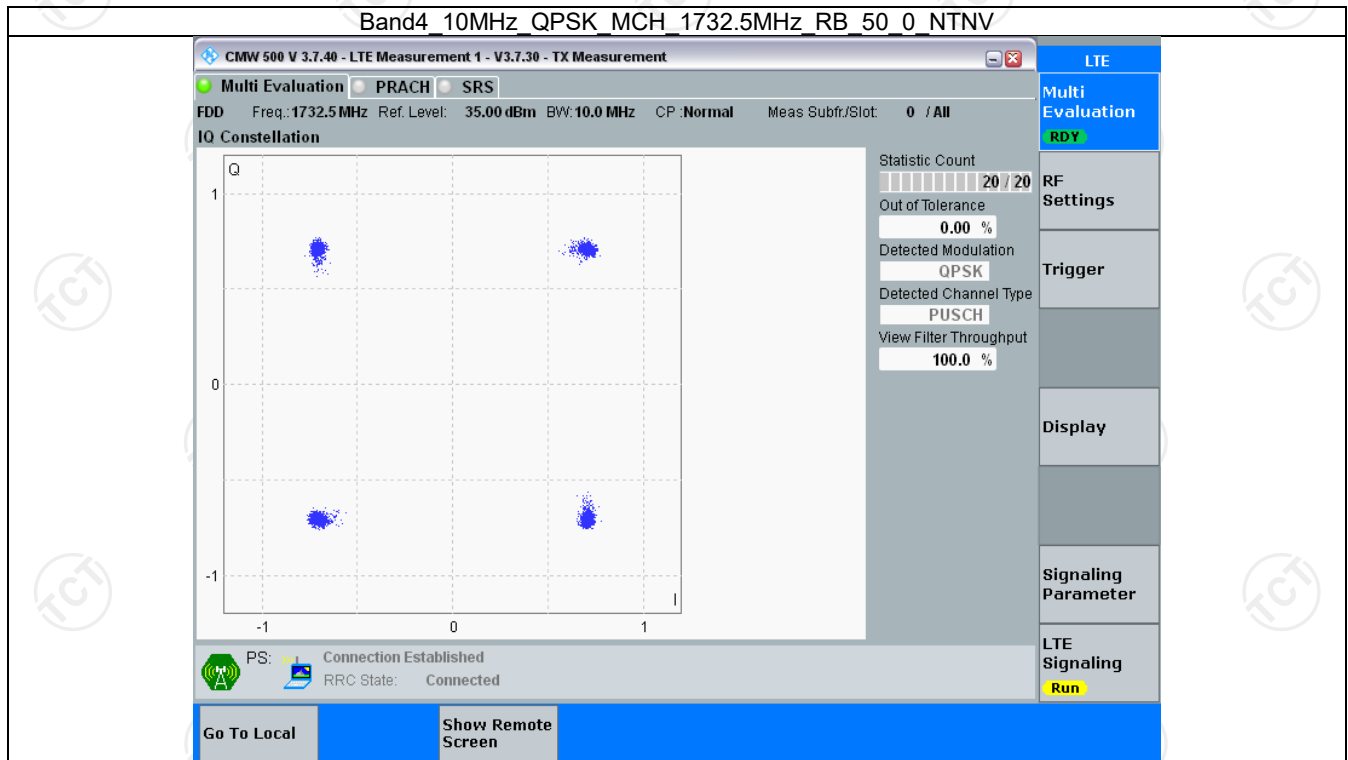 Band4_10MHz_QPSK_MCH_1732.5MHz_RB_50_0_NTNV
CMW 500 V 3.7.40 - LTE Measurement 1 - V3.7.30 - TX Measurement
LTE
Multi Evaluation PRACH SRS
FDD Freq.:1732.5 MHz Ref. Level: 35.00 dBm BW:10.0 MHz CP :Normal Meas Subfr./Slot: 0 / All
IQ Constellation
Q
1
0
-1
I
-1 0 1
Statistic Count
20 / 20
Out of Tolerance
0.00 %
Detected Modulation
QPSK
Detected Channel Type
PUSCH
View Filter Throughput
100.0 %
Multi
Evaluation
RDY
RF
Settings
Trigger
Display
Signaling
Parameter
LTE
Signaling
Run
PS: Connection Established
RRC State: Connected
Go To Local
Show Remote
Screen
TCT
TCT
TCT
TCT